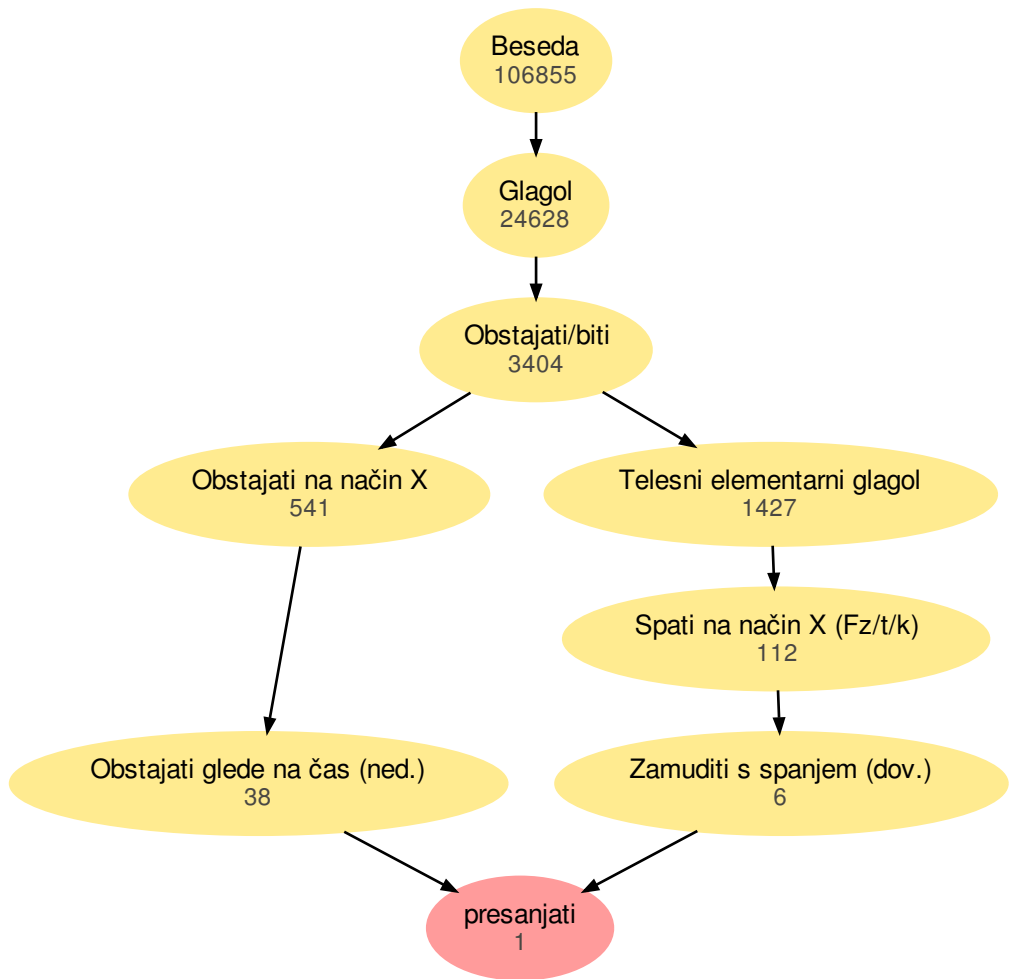 Beseda
106855
Glagol
24628
Obstajati/biti
3404
Obstajati na način X
541
Telesni elementarni glagol
1427
Spati na način X (Fz/t/k)
112
Obstajati glede na čas (ned.)
38
Zamuditi s spanjem (dov.)
6
presanjati
1